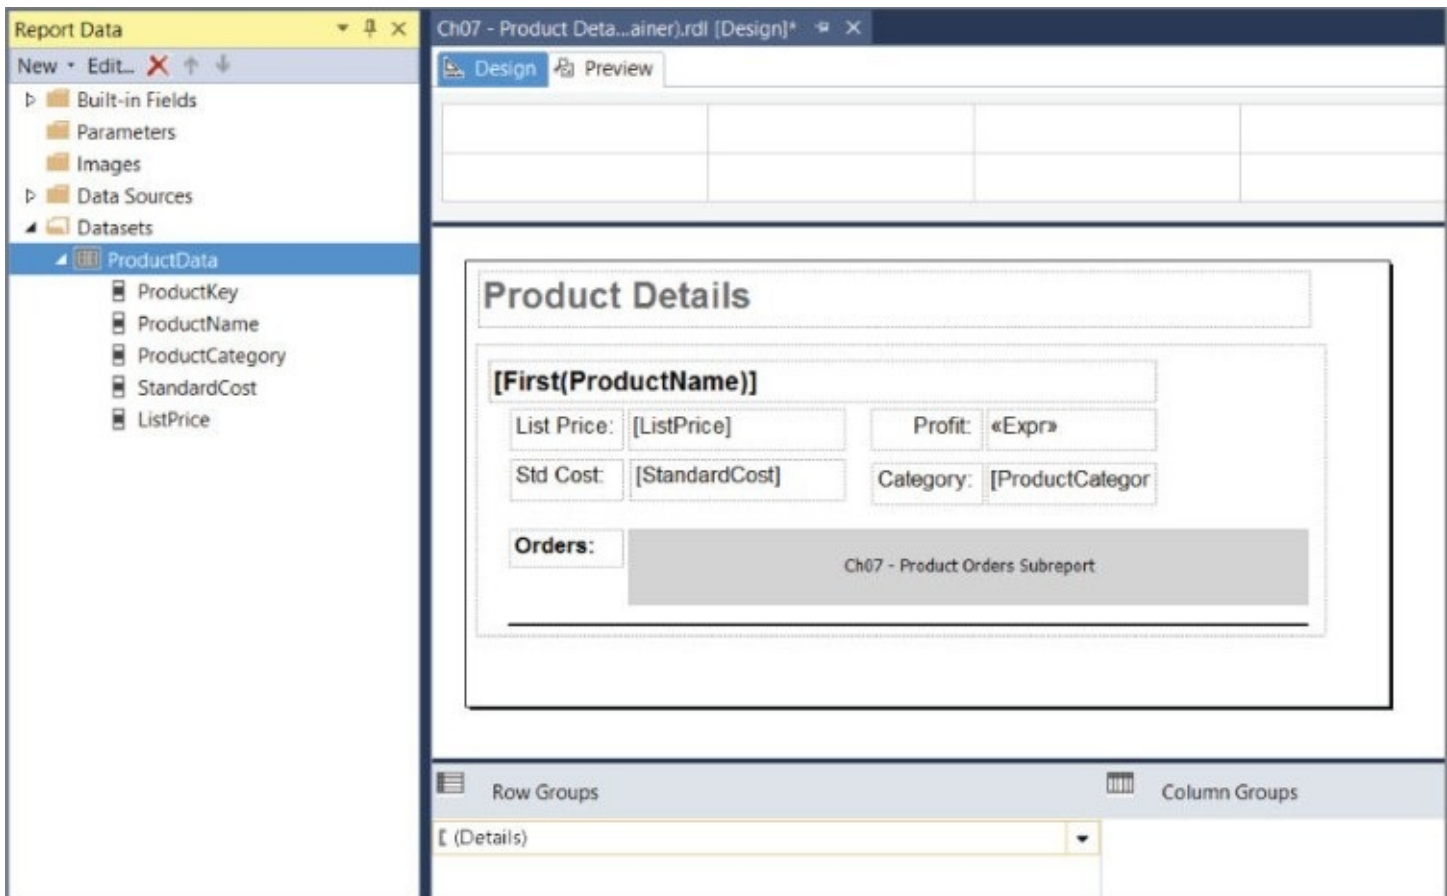 Report Data
New Edit...
Built-in Fields
Parameters
Images
Data Sources
Datasets
ProductData
ProductKey
ProductName
ProductCategory
StandardCost
ListPrice
Ch07 - Product Deta...ainer).rdl [Design]*
Design Preview
Product Details
[First(ProductName)]
List Price: [ListPrice] Profit: «Expr»
Std Cost: [StandardCost] Category: [ProductCategor
Orders: Ch07 - Product Orders Subreport
Row Groups Column Groups
[ (Details)